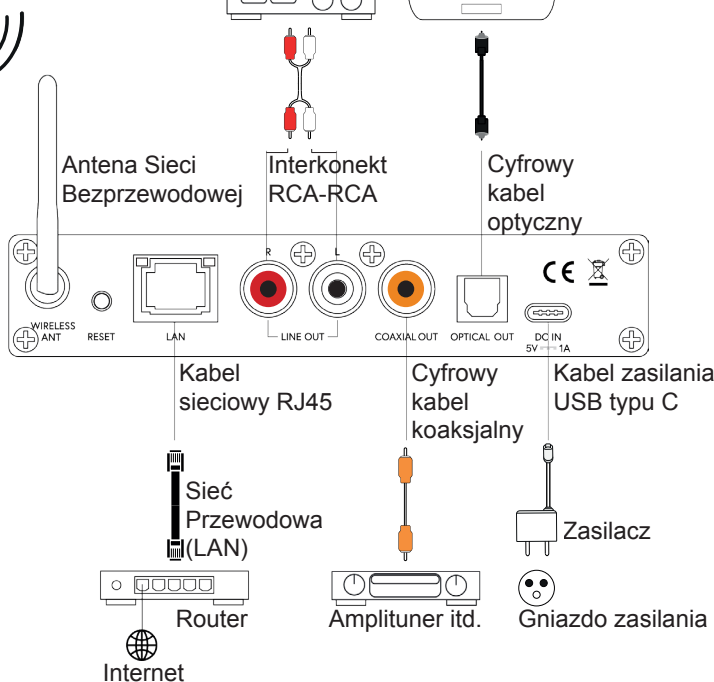 Antena Sieci
Bezprzewodowej
Interkonekt
RCA-RCA
Cyfrowy
kabel
optyczny
R
L
CE
WIRELESS
ANT
RESET
LAN
LINE OUT
COAXIAL OUT
OPTICAL OUT
DC IN
5V 1A
Kabel
sieciowy RJ45
Cyfrowy
kabel
koaksjalny
Kabel zasilania
USB typu C
Sieć
Przewodowa
(LAN)
Zasilacz
Router
Amplituner itd.
Gniazdo zasilania
Internet